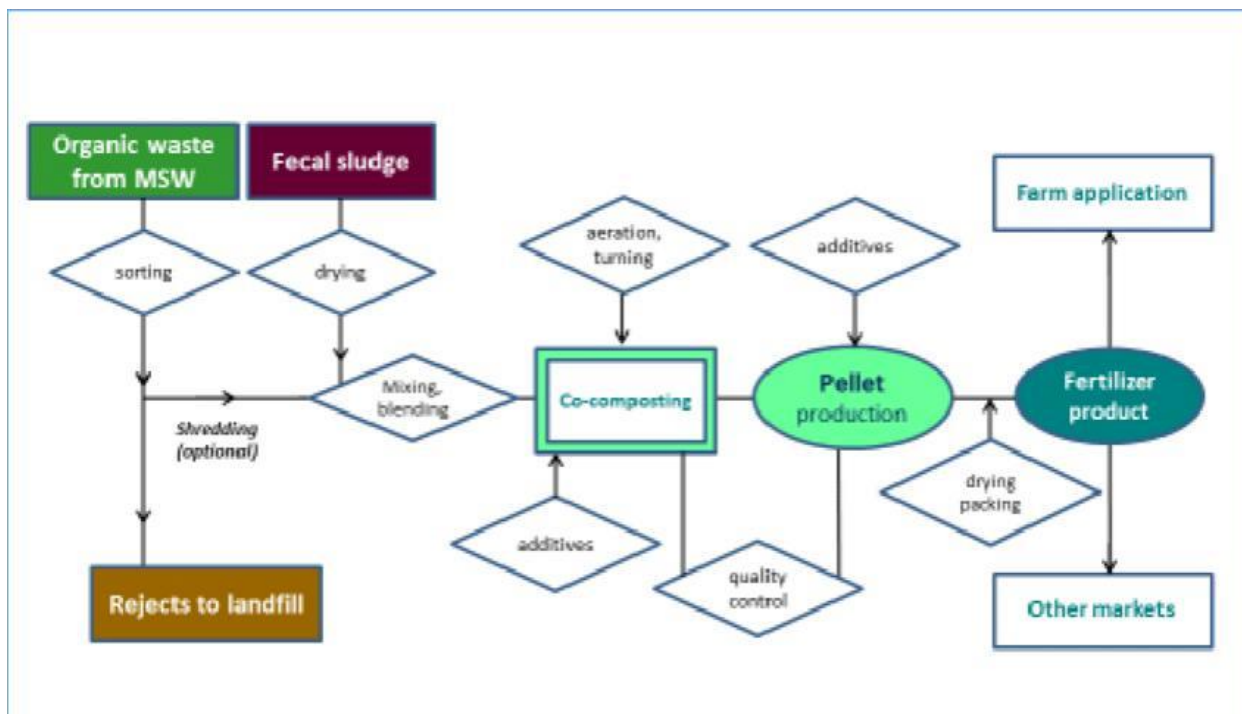 Organic waste
from MSW
Fecal sludge
sorting
drying
aeration,
turning
additives
Farm application
Mixing,
blending
Shredding
(optional)
Co-composting
Pellet
production
Fertilizer
product
additives
quality
control
drying
packing
Rejects to landfill
Other markets